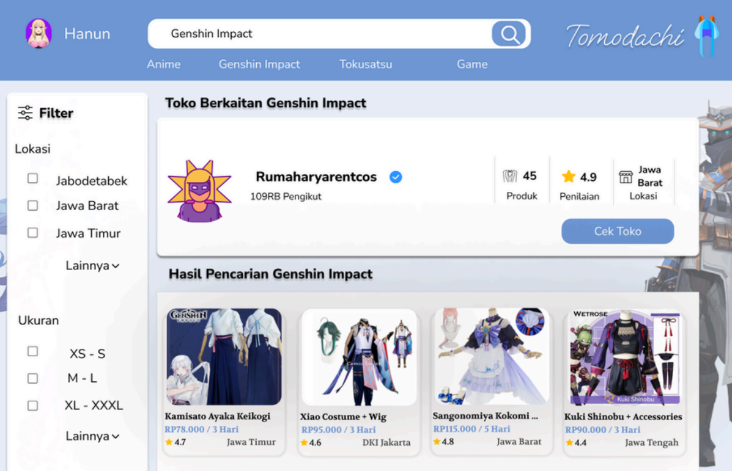 Hanun
Genshin Impact
Tomodachi
Anime
Genshin Impact
Tokusatsu
Game
Filter
Lokasi
Jabodetabek
Jawa Barat
Jawa Timur
Lainnya
Ukuran
XS - S
M - L
XL - XXXL
Lainnya
Toko Berkaitan Genshin Impact
Rumaharyarentcos
109RB Pengikut
45
Produk
4.9
Penilaian
Jawa
Barat
Lokasi
Cek Toko
Hasil Pencarian Genshin Impact
Genshin
Kamisato Ayaka Keikogi
RP78.000 / 3 Hari
4.7
Jawa Timur
Xiao Costume + Wig
RP95.000 / 3 Hari
4.6
DKI Jakarta
Sangonomiya Kokomi ...
RP115.000 / 5 Hari
4.8
Jawa Barat
WETROSE
Kuki Shinobu
Kuki Shinobu + Accessories
RP90.000 / 3 Hari
4.4
Jawa Tengah